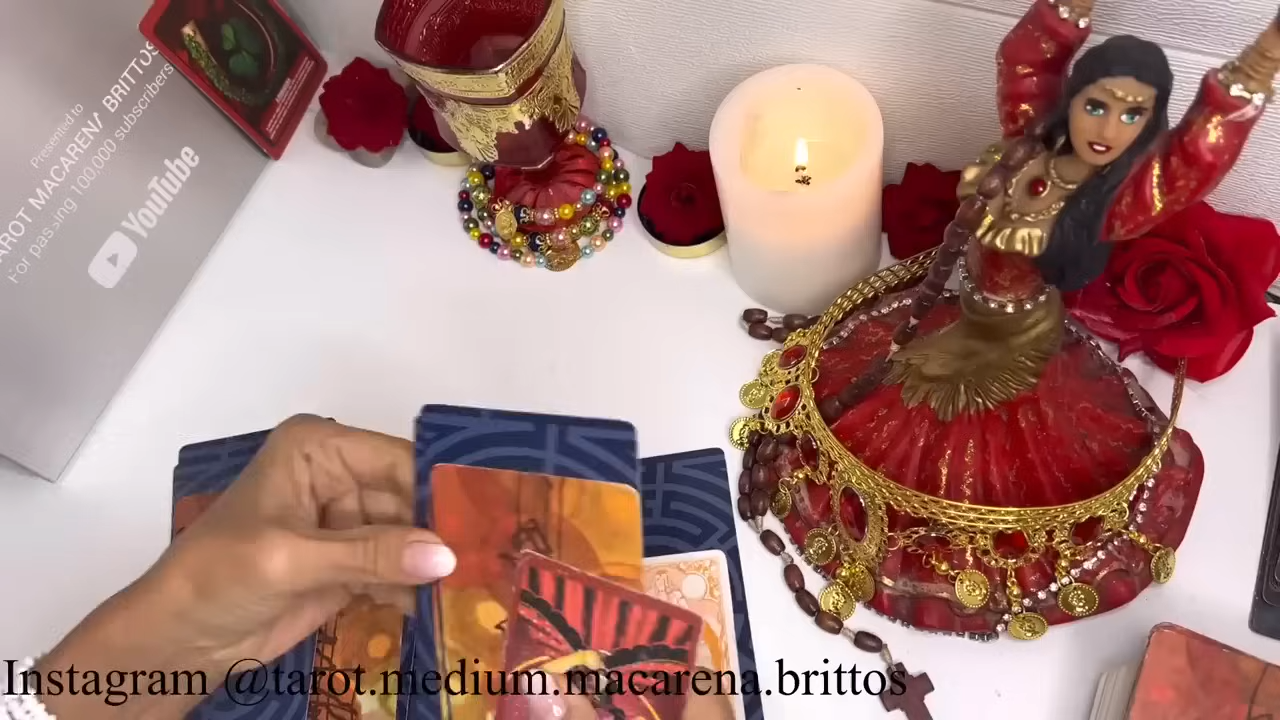 Presented to
TAROT MACARENA BRITTOS
For passing 100,000 subscribers
YouTube
Instagram @tarot.medium.macarena.brittos